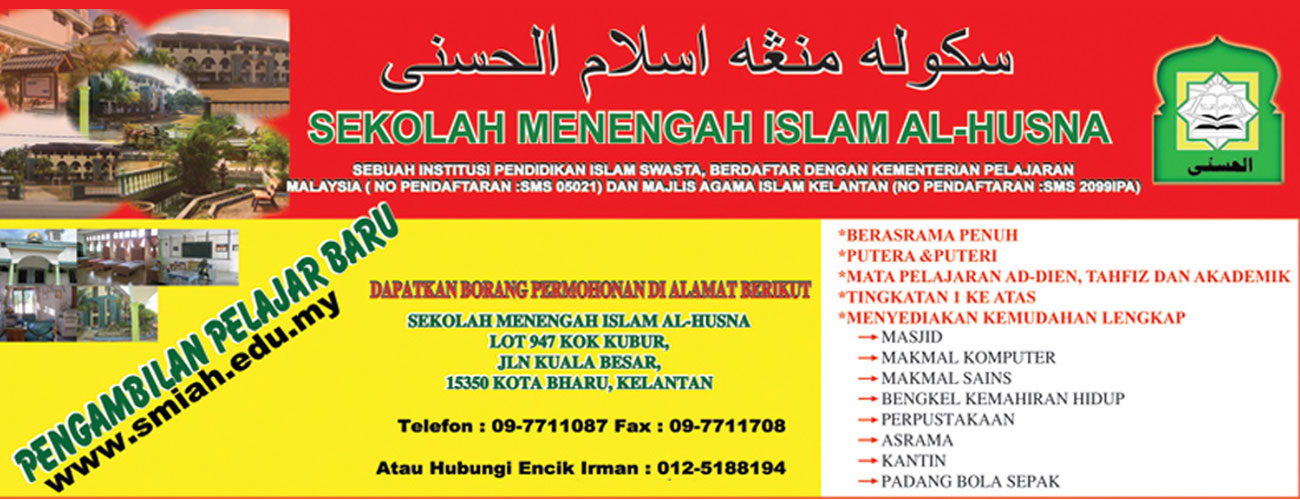 سكوله منڠه اسلام الحسنى
SEKOLAH MENENGAH ISLAM AL-HUSNA
SEBUAH INSTITUSI PENDIDIKAN ISLAM SWASTA, BERDAFTAR DENGAN KEMENTERIAN PELAJARAN
MALAYSIA ( NO PENDAFTARAN :SMS 05021) DAN MAJLIS AGAMA ISLAM KELANTAN (NO PENDAFTARAN :SMS 2099IPA)
الحسنى
PENGAMBILAN PELAJAR BARU
www.smiah.edu.my
DAPATKAN BORANG PERMOHONAN DI ALAMAT BERIKUT
SEKOLAH MENENGAH ISLAM AL-HUSNA
LOT 947 KOK KUBUR,
JLN KUALA BESAR,
15350 KOTA BHARU, KELANTAN
Telefon : 09-7711087 Fax : 09-7711708
Atau Hubungi Encik Irman : 012-5188194
*BERASRAMA PENUH
*PUTERA &PUTERI
*MATA PELAJARAN AD-DIEN, TAHFIZ DAN AKADEMIK
*TINGKATAN 1 KE ATAS
*MENYEDIAKAN KEMUDAHAN LENGKAP
→ MASJID
→ MAKMAL KOMPUTER
→ MAKMAL SAINS
→ BENGKEL KEMAHIRAN HIDUP
→ PERPUSTAKAAN
→ ASRAMA
→ KANTIN
→ PADANG BOLA SEPAK